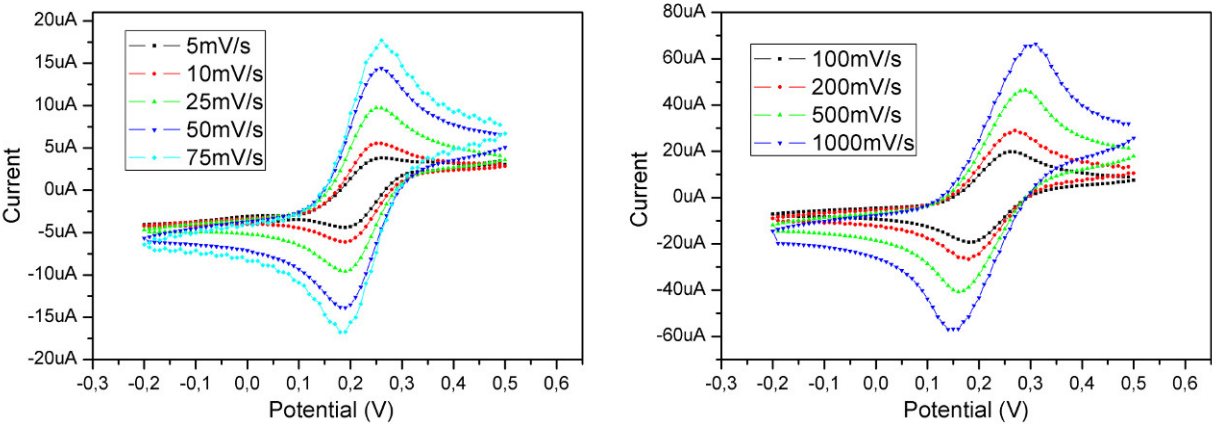 20uA
15uA
10uA
5uA
0uA
-5uA
-10uA
-15uA
-20uA
Current
5mV/s
10mV/s
25mV/s
50mV/s
75mV/s
-0,3 -0,2 -0,1 0,0 0,1 0,2 0,3 0,4 0,5 0,6
Potential (V)
80uA
60uA
40uA
20uA
0uA
-20uA
-40uA
-60uA
Current
100mV/s
200mV/s
500mV/s
1000mV/s
-0,3 -0,2 -0,1 0,0 0,1 0,2 0,3 0,4 0,5 0,6
Potential (V)